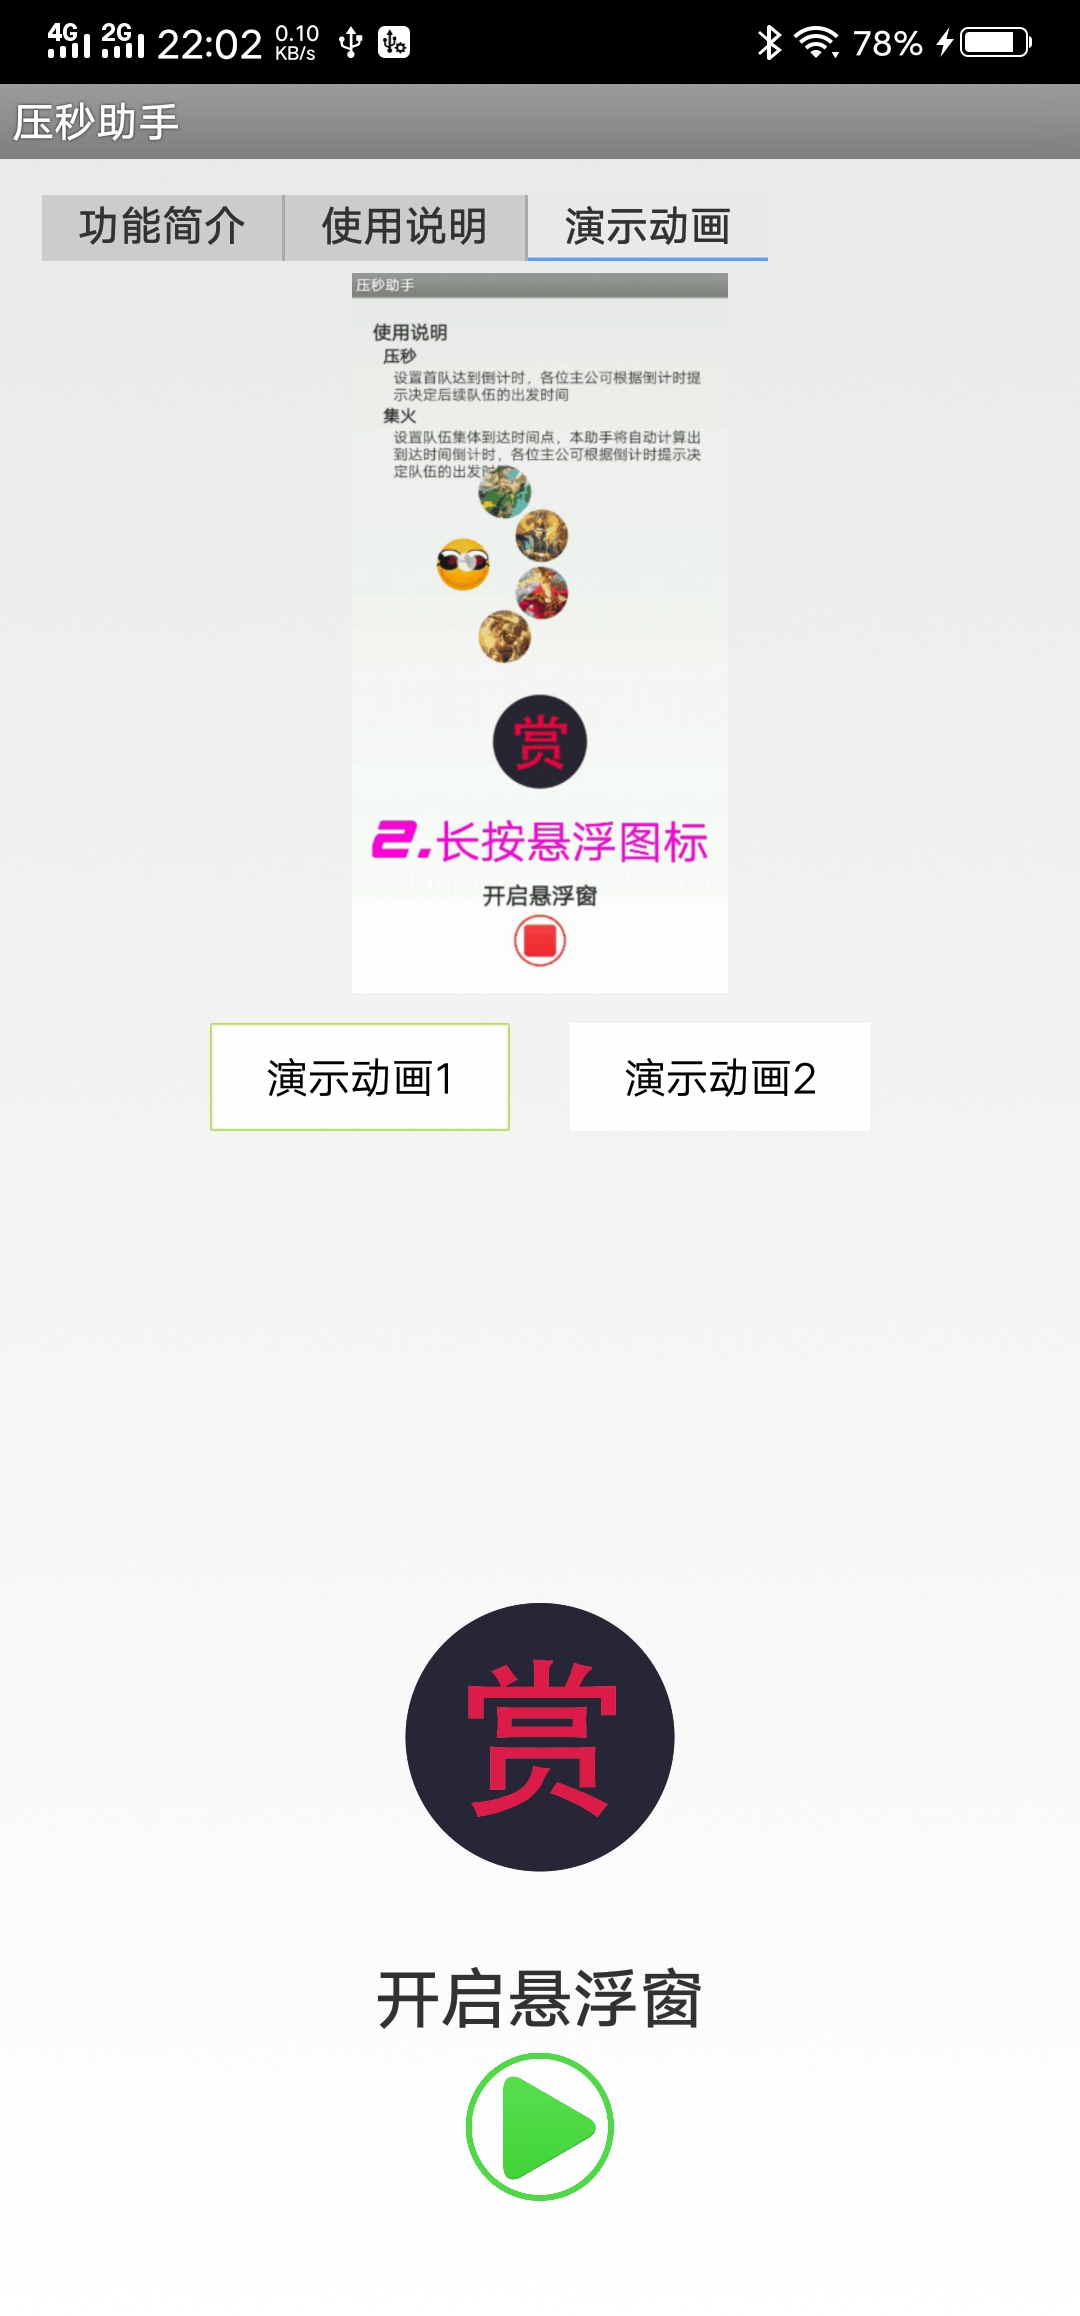 4G 2G 22:02 0.10 KB/s 78%
压秒助手
功能简介 使用说明 演示动画
压秒助手
使用说明
压秒
设置首队达到倒计时，各位主公可根据倒计时提
示决定后续队伍的出发时间
集火
设置队伍集体到达时间点，本助手将自动计算出
到达时间倒计时，各位主公可根据倒计时提示决
定队伍的出发时
赏
2.长按悬浮图标
开启悬浮窗
演示动画1 演示动画2
赏
开启悬浮窗